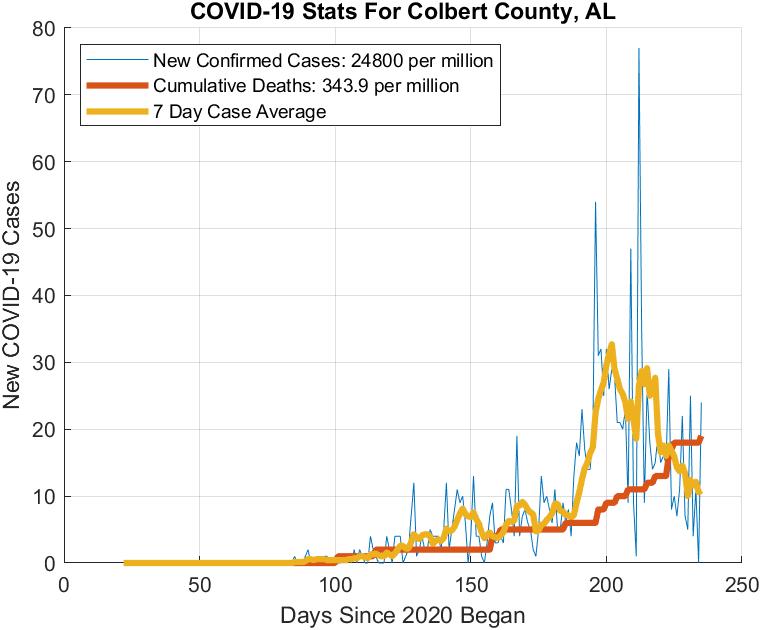 COVID-19 Stats For Colbert County, AL
New Confirmed Cases: 24800 per million
Cumulative Deaths: 343.9 per million
7 Day Case Average
New COVID-19 Cases
80
70
60
50
40
30
20
10
0
0 50 100 150 200 250
Days Since 2020 Began